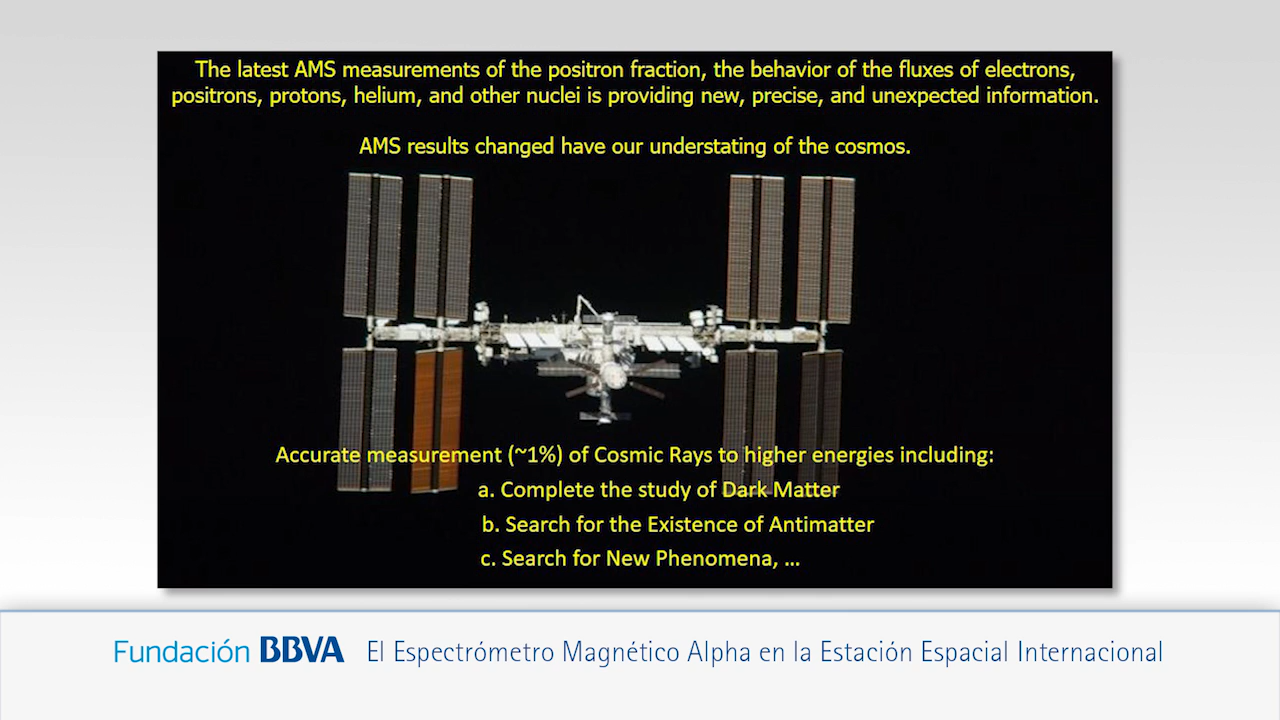 The latest AMS measurements of the positron fraction, the behavior of the fluxes of electrons,
positrons, protons, helium, and other nuclei is providing new, precise, and unexpected information.
AMS results changed have our understating of the cosmos.
Accurate measurement (~1%) of Cosmic Rays to higher energies including:
a. Complete the study of Dark Matter
b. Search for the Existence of Antimatter
c. Search for New Phenomena, ...
Fundación BBVA El Espectrómetro Magnético Alpha en la Estación Espacial Internacional